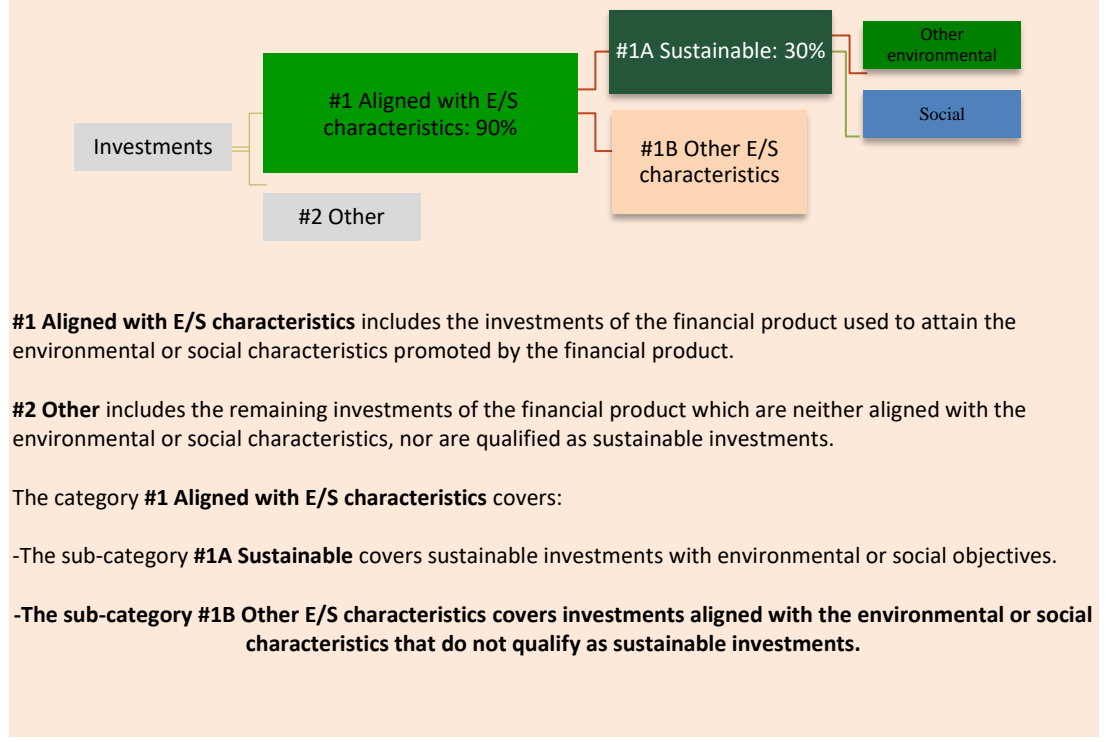 Investments
#1 Aligned with E/S
characteristics: 90%
#2 Other
#1A Sustainable: 30%
#1B Other E/S
characteristics
Other
environmental
Social
#1 Aligned with E/S characteristics includes the investments of the financial product used to attain the
environmental or social characteristics promoted by the financial product.
#2 Other includes the remaining investments of the financial product which are neither aligned with the
environmental or social characteristics, nor are qualified as sustainable investments.
The category #1 Aligned with E/S characteristics covers:
-The sub-category #1A Sustainable covers sustainable investments with environmental or social objectives.
-The sub-category #1B Other E/S characteristics covers investments aligned with the environmental or social
characteristics that do not qualify as sustainable investments.